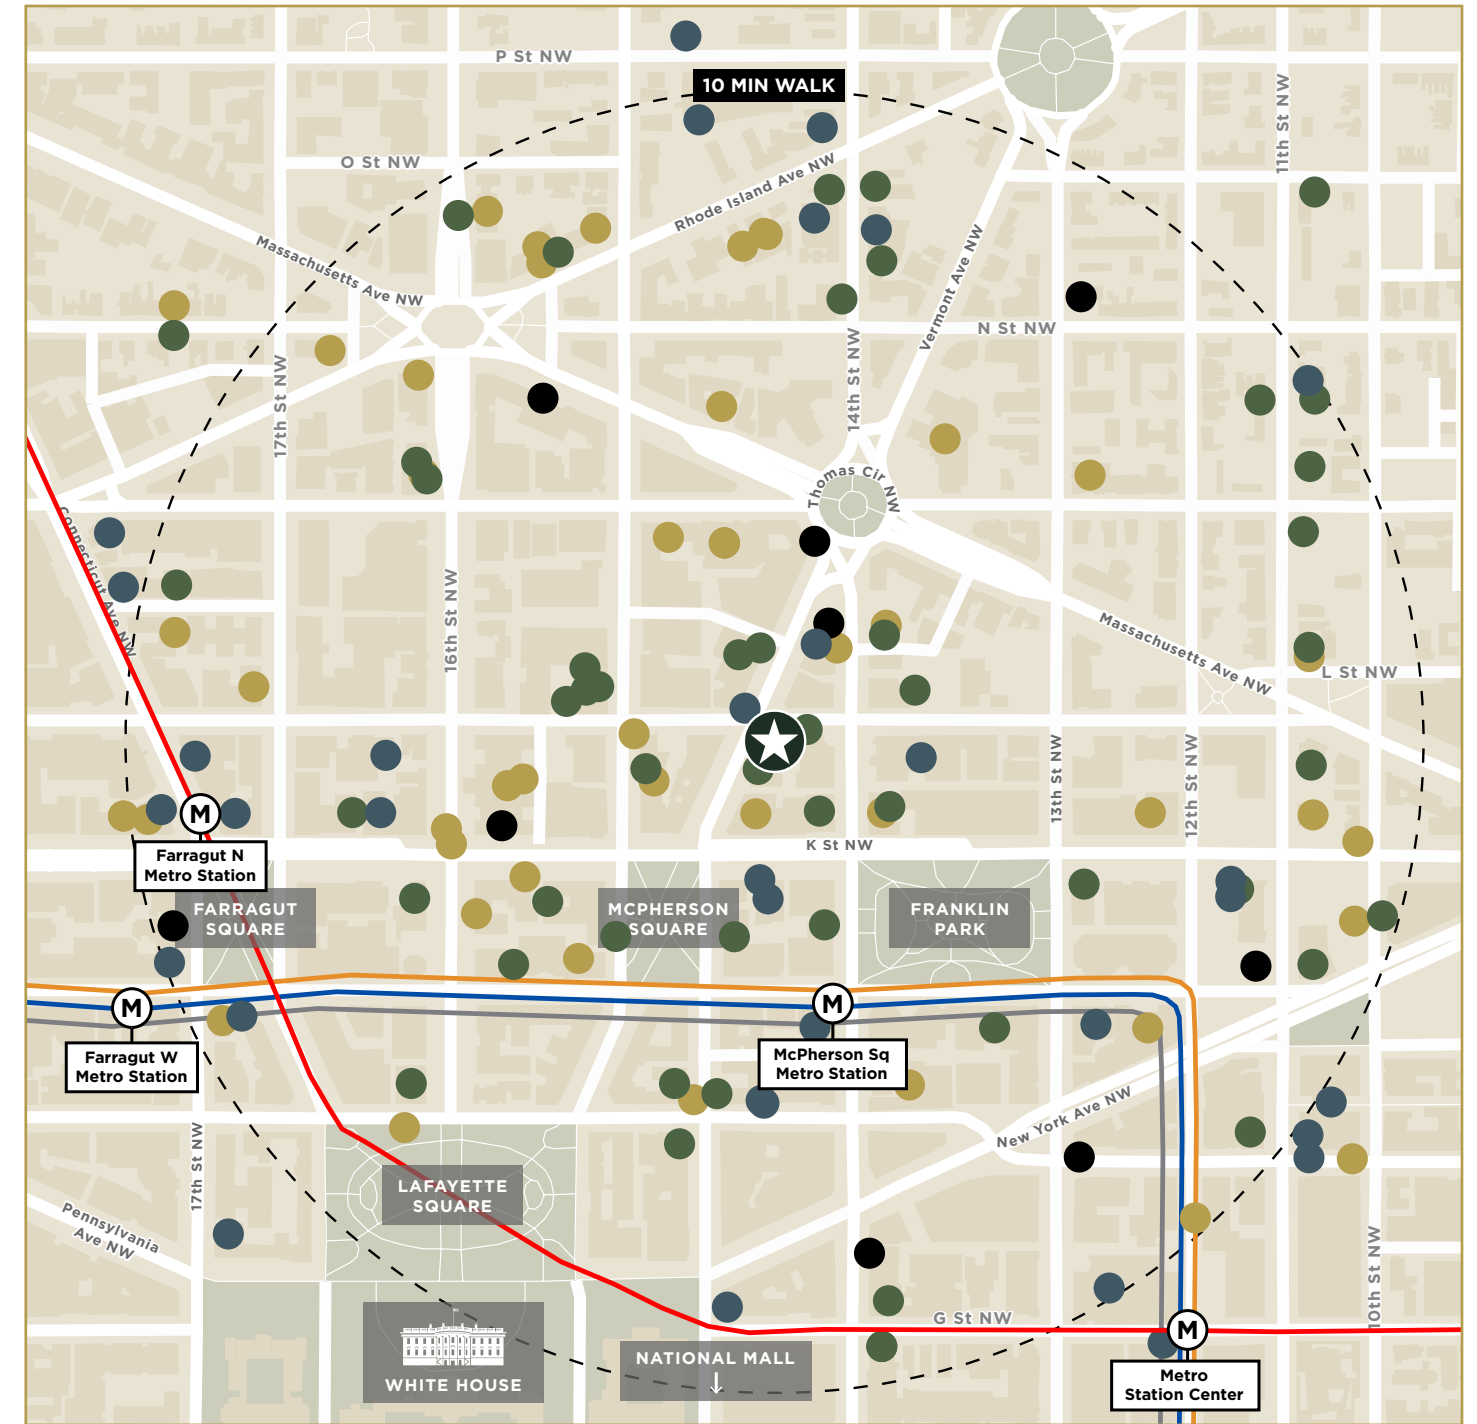 P St NW
10 MIN WALK
11th St NW
O St NW
Rhode Island Ave NW
Massachusetts Ave NW
Vermont Ave NW
N St NW
17th St NW
14th St NW
Thomas Cir NW
Connecticut Ave NW
16th St NW
Massachusetts Ave NW
L St NW
13th St NW
12th St NW
M
K St NW
Farragut N
Metro Station
FARRAGUT
SQUARE
MCPHERSON
SQUARE
FRANKLIN
PARK
M
M
Farragut W
Metro Station
McPherson Sq
Metro Station
New York Ave NW
17th St NW
LAFAYETTE
SQUARE
Pennsylvania
Ave NW
10th St NW
G St NW
M
WHITE HOUSE
NATIONAL MALL
↓
Metro
Station Center